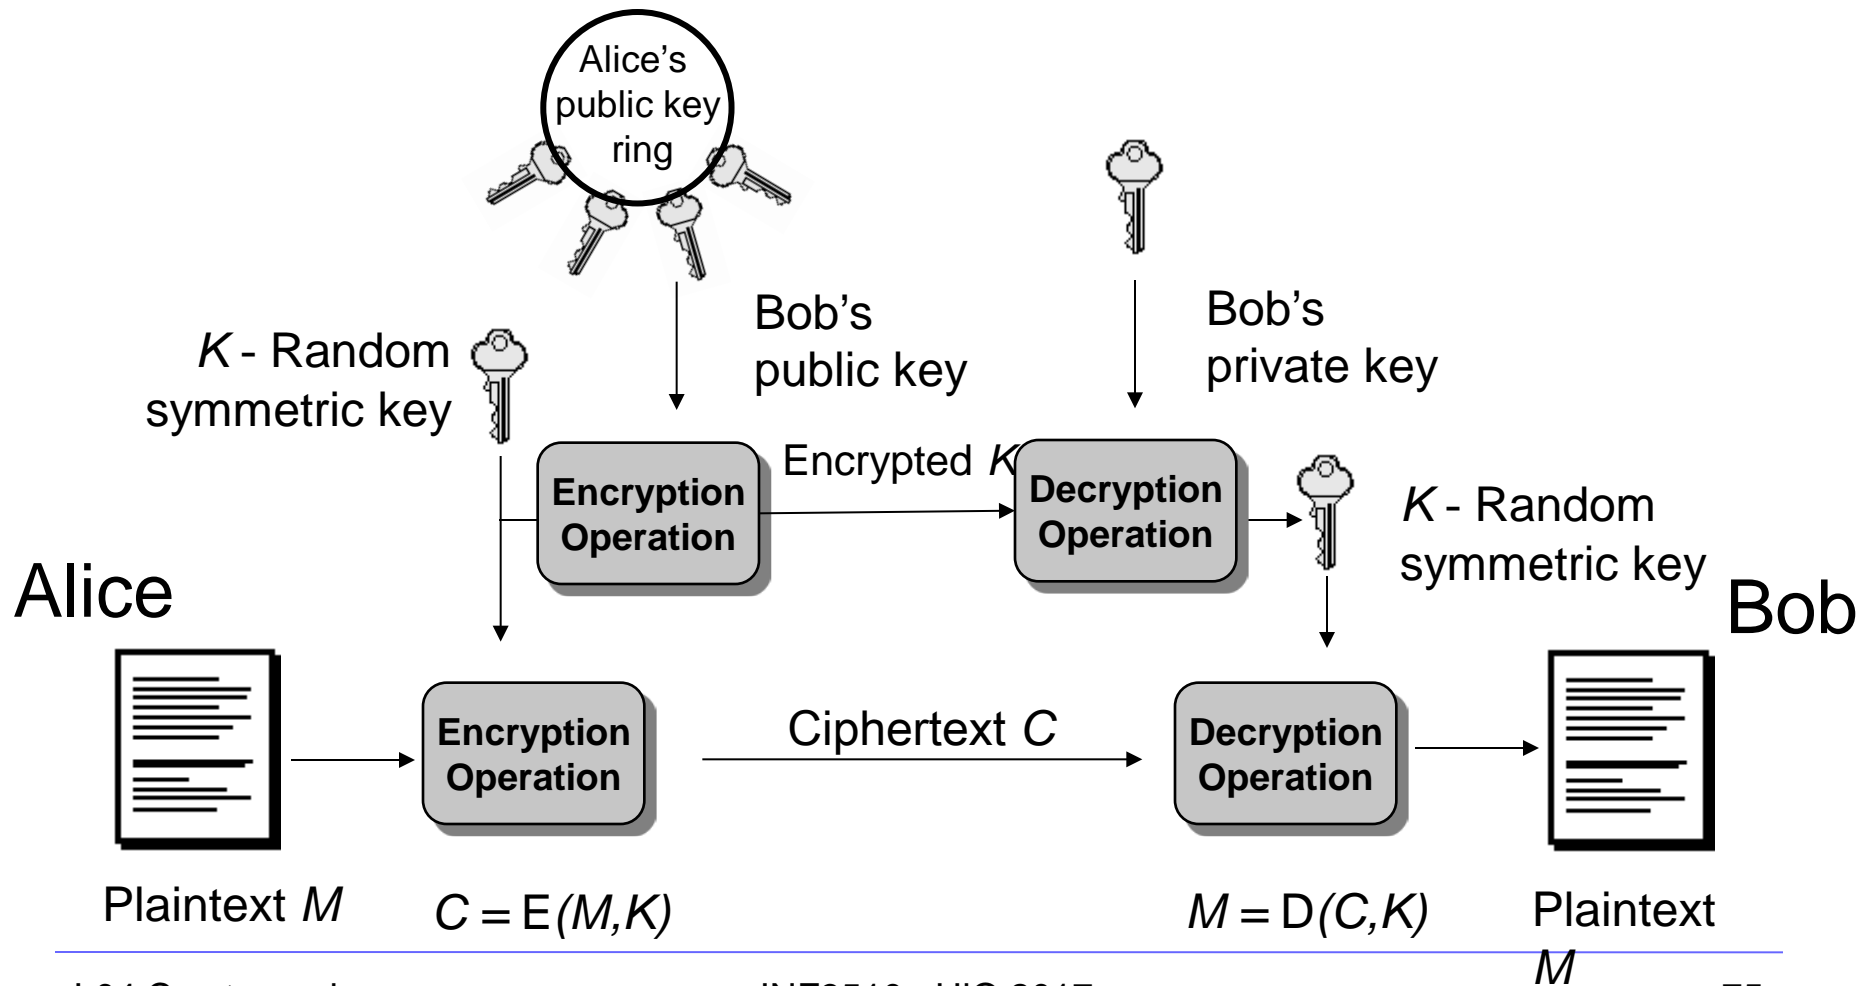 Alice's
public key
ring
Bob's
public key
Bob's
private key
K - Random
symmetric key
Encrypted K
Encryption
Operation
Decryption
Operation
K - Random
symmetric key
Alice
Bob
Encryption
Operation
Ciphertext C
Decryption
Operation
Plaintext M
C = E(M,K)
M = D(C,K)
Plaintext
M